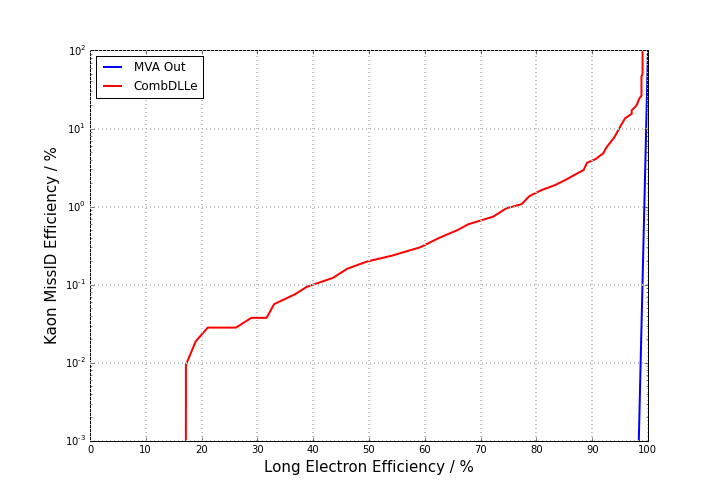 MVA Out
CombDLLe
10²
10¹
10⁰
10⁻¹
10⁻²
10⁻³
Kaon MissID Efficiency / %
0 10 20 30 40 50 60 70 80 90 100
Long Electron Efficiency / %